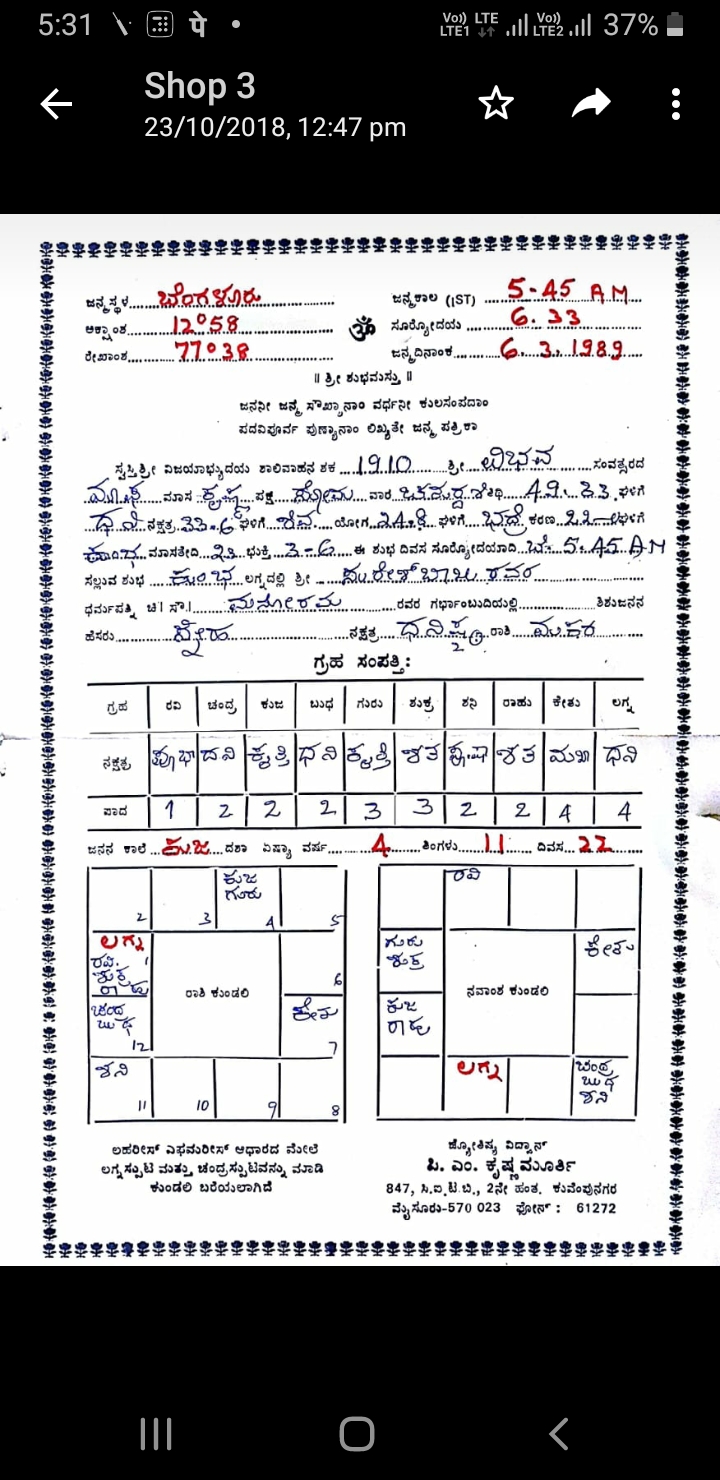 5:31 पे • Vo)) LTE LTE1 Vo)) LTE2 37%
Shop 3
23/10/2018, 12:47 pm
ಜನ್ಮಸ್ಥಳ ಬೆಂಗಳೂರು ಜನ್ಮಕಾಲ (IST) 5-45 AM
ಅಕ್ಷಾಂಶ 12°58 ಓಂ ಸೂರ್ಯೋದಯ 6.33
ರೇಖಾಂಶ 77°38 ಜನ್ಮದಿನಾಂಕ 6.3.1989
॥ ಶ್ರೀ ಶುಭಮಸ್ತು ॥
ಜನನೀ ಜನ್ಮ ಸೌಖ್ಯಾನಾಂ ವರ್ಧನೀ ಕುಲಸಂಪದಾಂ
ಪದವಿಪೂರ್ವ ಪುಣ್ಯಾನಾಂ ಲಿಖ್ಯತೇ ಜನ್ಮ ಪತ್ರಿಕಾ
ಸ್ವಸ್ತಿಶ್ರೀ ವಿಜಯಾಭ್ಯುದಯ ಶಾಲಿವಾಹನ ಶಕ 1910 ಶ್ರೀ ವಿಭವ ಸಂವತ್ಸರದ
ಮಾಘ ಮಾಸ ಕೃಷ್ಣ ಪಕ್ಷ ಸೋಮ ವಾರ ಚತುರ್ದಶಿ ತಿಥಿ 49.33 ಘಳಿಗೆ
ಧನಿ ನಕ್ಷತ್ರ 33-6 ಘಳಿಗೆ ಶಿವ ಯೋಗ 24.8 ಘಳಿಗೆ ಭದ್ರೆ ಕರಣ ಘಳಿಗೆ
ಕುಂಭ ಮಾಸತೇದಿ 23 ಭುಕ್ತಿ 3-6 ಈ ಶುಭ ದಿವಸ ಸೂರ್ಯೋದಯಾದಿ ಬೆ. 5.45 AM
ಸಲ್ಲುವ ಶುಭ ಕುಂಭ ಲಗ್ನದಲ್ಲಿ ಶ್ರೀ ಸುರೇಶ್ ಬಾಬು ರವರ
ಧರ್ಮಪತ್ನಿ ಚಿ| ಸೌ.| ಮನೋರಮ ರವರ ಗರ್ಭಾಂಬುದಿಯಲ್ಲಿ ಶಿಶುಜನನ
ಹೆಸರು ಸ್ನೇಹ ನಕ್ಷತ್ರ ಧನಿಷ್ಠ 2 ರಾಶಿ ಮಕರ
ಗ್ರಹ ಸಂಪತ್ತಿ:
ಗ್ರಹ ರವಿ ಚಂದ್ರ ಕುಜ ಬುಧ ಗುರು ಶುಕ್ರ ಶನಿ ರಾಹು ಕೇತು ಲಗ್ನ
ನಕ್ಷತ್ರ ಪೂಭಾ ದನಿ ಕೃತ್ತಿ ಧನಿ ಕೃತ್ತಿ ಶತ ಪೂಷಾ ಶತ ಮಖಾ ಧನಿ
ಪಾದ 1 2 2 2 3 3 2 2 4 4
ಜನನ ಕಾಲೆ ಕುಜ ದಶಾ ಏಷ್ಯಾ ವರ್ಷ 4 ತಿಂಗಳು 11 ದಿವಸ 22
ಕುಜ
ಗುರು
2 3 4 5
ಲಗ್ನ
ರವಿ. 1
ಶುಕ್ರ
ರಾಹು
6
ರಾಶಿ ಕುಂಡಲಿ
ಚಂದ್ರ
ಬುಧ
12
ಕೇತು
7
ಶನಿ
11 10 9 8
ರವಿ
ಗುರು
ಶುಕ್ರ
ಕೇತು
ನವಾಂಶ ಕುಂಡಲಿ
ಕುಜ
ರಾಹು
ಲಗ್ನ
ಚಂದ್ರ
ಬುಧ
ಶನಿ
ಲಹರೀಸ್ ಎಫಮರೀಸ್ ಆಧಾರದ ಮೇಲೆ
ಲಗ್ನಸ್ಫುಟ ಮತ್ತು ಚಂದ್ರಸ್ಫುಟವನ್ನು ಮಾಡಿ
ಕುಂಡಲಿ ಬರೆಯಲಾಗಿದೆ
ಜ್ಯೋತಿಷ್ಯ ವಿದ್ವಾನ್
ಪಿ. ಎಂ. ಕೃಷ್ಣಮೂರ್ತಿ
847, ಸಿ.ಐ.ಟಿ.ಬಿ., 2ನೇ ಹಂತ. ಕುವೆಂಪುನಗರ
ಮೈಸೂರು-570 023 ಫೋನ್ : 61272